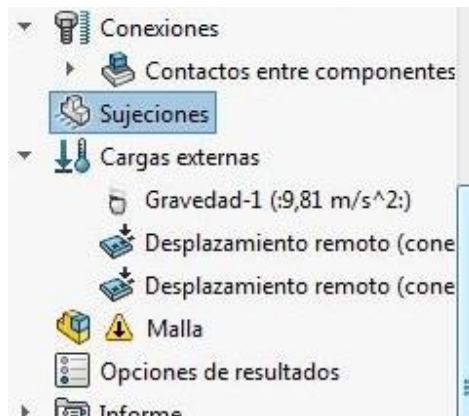 Conexiones
Contactos entre componentes
Sujeciones
Cargas externas
Gravedad-1 (:9,81 m/s^2:)
Desplazamiento remoto (cone
Desplazamiento remoto (cone
Malla
Opciones de resultados
Informe